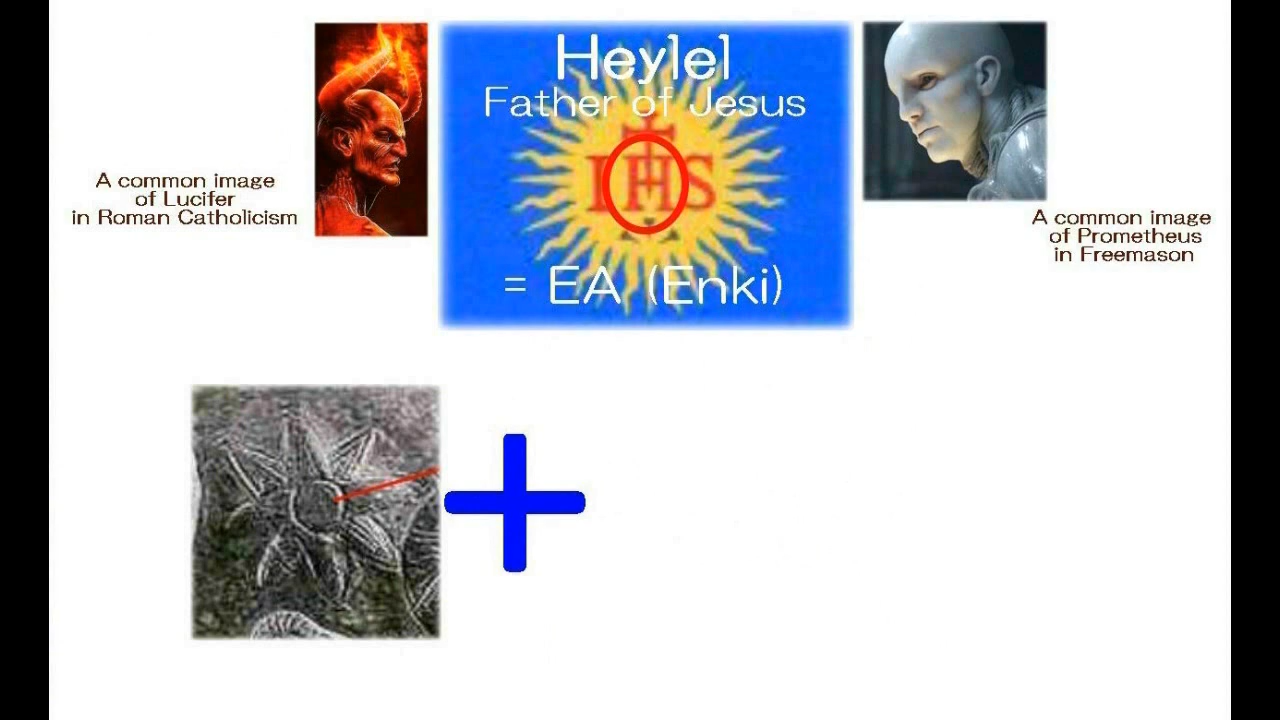 Heylel
Father of Jesus
IHS
= EA (Enki)
A common image
of Lucifer
in Roman Catholicism
A common image
of Prometheus
in Freemason